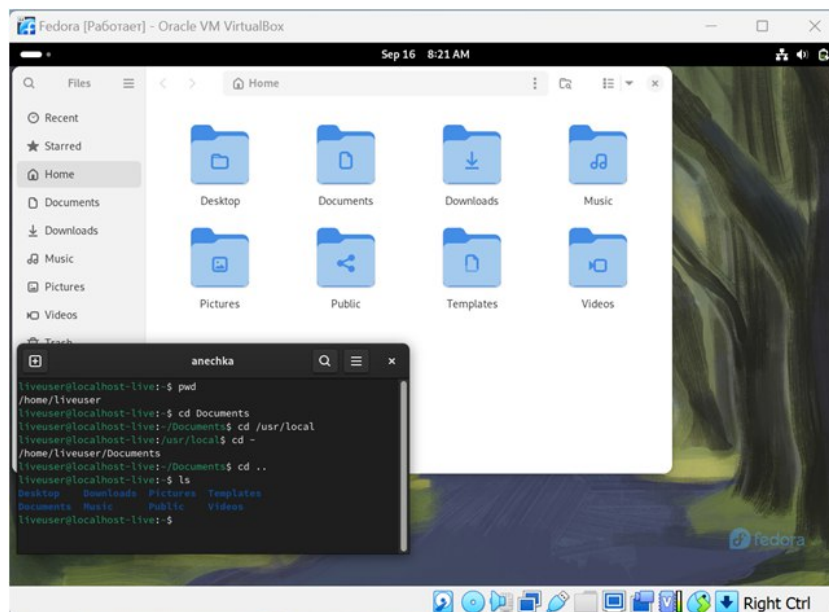 Fedora [Работает] - Oracle VM VirtualBox
Sep 16 8:21 AM
Files
Home
Recent
Starred
Home
Documents
Downloads
Music
Pictures
Videos
Trash
Desktop Documents Downloads Music
Pictures Public Templates Videos
anechka
liveuser@localhost-live:~$ pwd
/home/liveuser
liveuser@localhost-live:~$ cd Documents
liveuser@localhost-live:~/Documents$ cd /usr/local
liveuser@localhost-live:/usr/local$ cd -
/home/liveuser/Documents
liveuser@localhost-live:~/Documents$ cd ..
liveuser@localhost-live:~$ ls
Desktop Downloads Pictures Templates
Documents Music Public Videos
liveuser@localhost-live:~$
fedora
Right Ctrl